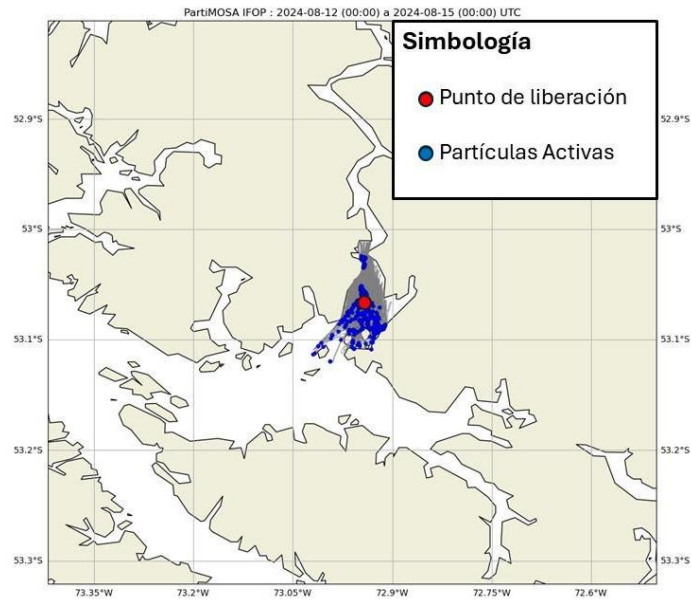 PartiMOSA IFOP : 2024-08-12 (00:00) a 2024-08-15 (00:00) UTC
Simbología
Punto de liberación
Partículas Activas
52.9°S
52.9°S
53°S
53°S
53.1°S
53.1°S
53.2°S
53.2°S
53.3°S
53.3°S
73.35°W
73.2°W
73.05°W
72.9°W
72.75°W
72.6°W